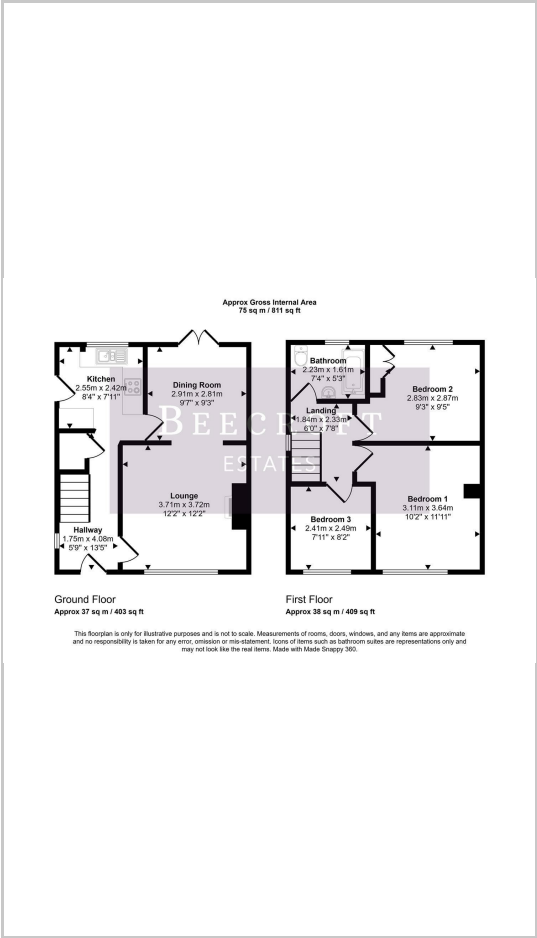 Approx Gross Internal Area
75 sq m / 811 sq ft
Kitchen
2.55m x 2.42m
8'4" x 7'11"
Dining Room
2.91m x 2.81m
9'7" x 9'3"
Lounge
3.71m x 3.72m
12'2" x 12'2"
Hallway
1.75m x 4.08m
5'9" x 13'5"
Bathroom
2.23m x 1.61m
7'4" x 5'3"
Landing
1.84m x 2.33m
6'0" x 7'8"
Bedroom 2
2.83m x 2.87m
9'3" x 9'5"
Bedroom 1
3.11m x 3.64m
10'2" x 11'11"
Bedroom 3
2.41m x 2.49m
7'11" x 8'2"
ESTATES
Ground Floor
Approx 37 sq m / 403 sq ft
First Floor
Approx 38 sq m / 409 sq ft
This floorplan is only for illustrative purposes and is not to scale. Measurements of rooms, doors, windows, and any items are approximate
and no responsibility is taken for any error, omission or mis-statement. Icons of items such as bathroom suites are representations only and
may not look like the real items. Made with Made Snappy 360.